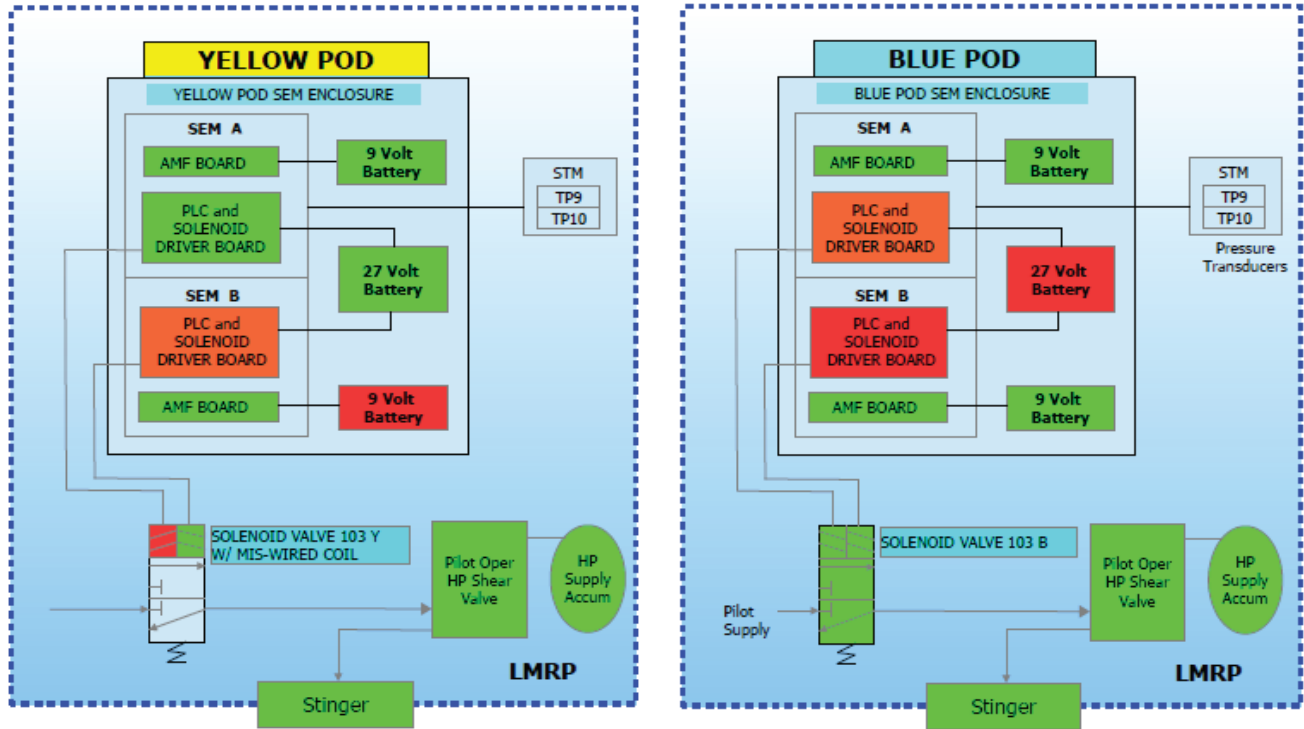 YELLOW POD
YELLOW POD SEM ENCLOSURE
SEM A
AMF BOARD
9 Volt
Battery
PLC and
SOLENOID
DRIVER BOARD
STM
TP9
TP10
27 Volt
Battery
SEM B
PLC and
SOLENOID
DRIVER BOARD
AMF BOARD
9 Volt
Battery
SOLENOID VALVE 103 Y
W/ MIS-WIRED COIL
Pilot Oper
HP Shear
Valve
HP
Supply
Accum
LMRP
Stinger
BLUE POD
BLUE POD SEM ENCLOSURE
SEM A
AMF BOARD
9 Volt
Battery
PLC and
SOLENOID
DRIVER BOARD
STM
TP9
TP10
Pressure
Transducers
27 Volt
Battery
SEM B
PLC and
SOLENOID
DRIVER BOARD
AMF BOARD
9 Volt
Battery
SOLENOID VALVE 103 B
Pilot
Supply
Pilot Oper
HP Shear
Valve
HP
Supply
Accum
LMRP
Stinger